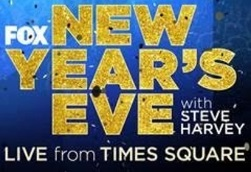 FOX NEW
YEAR'S
EVE
with
STEVE
HARVEY
LIVE from TIMES SQUARE